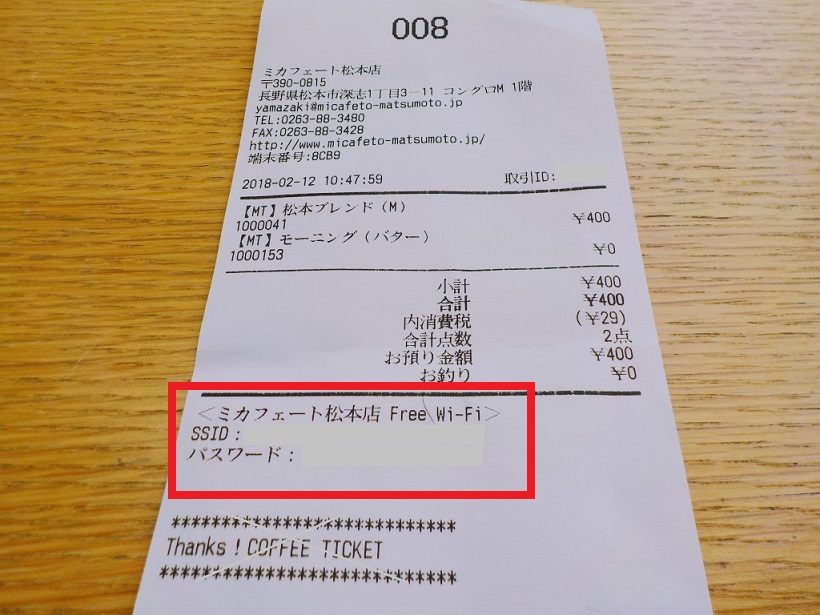 008
ミカフェート松本店
〒390-0815
長野県松本市深志1丁目3－11 コングロM 1階
yamazaki@micafeto-matsumoto.jp
TEL:0263-88-3480
FAX:0263-88-3428
http://www.micafeto-matsumoto.jp/
端末番号:8CB9
2018-02-12 10:47:59 取引ID:
【MT】松本ブレンド（M）
1000041 ¥400
【MT】モーニング（バター）
1000153 ¥0
小計 ¥400
合計 ¥400
内消費税 (¥29)
合計点数 2点
お預り金額 ¥400
お釣り ¥0
＜ミカフェート松本店 Free Wi-Fi＞
SSID：
パスワード：
****************************
Thanks！COFFEE TICKET
****************************